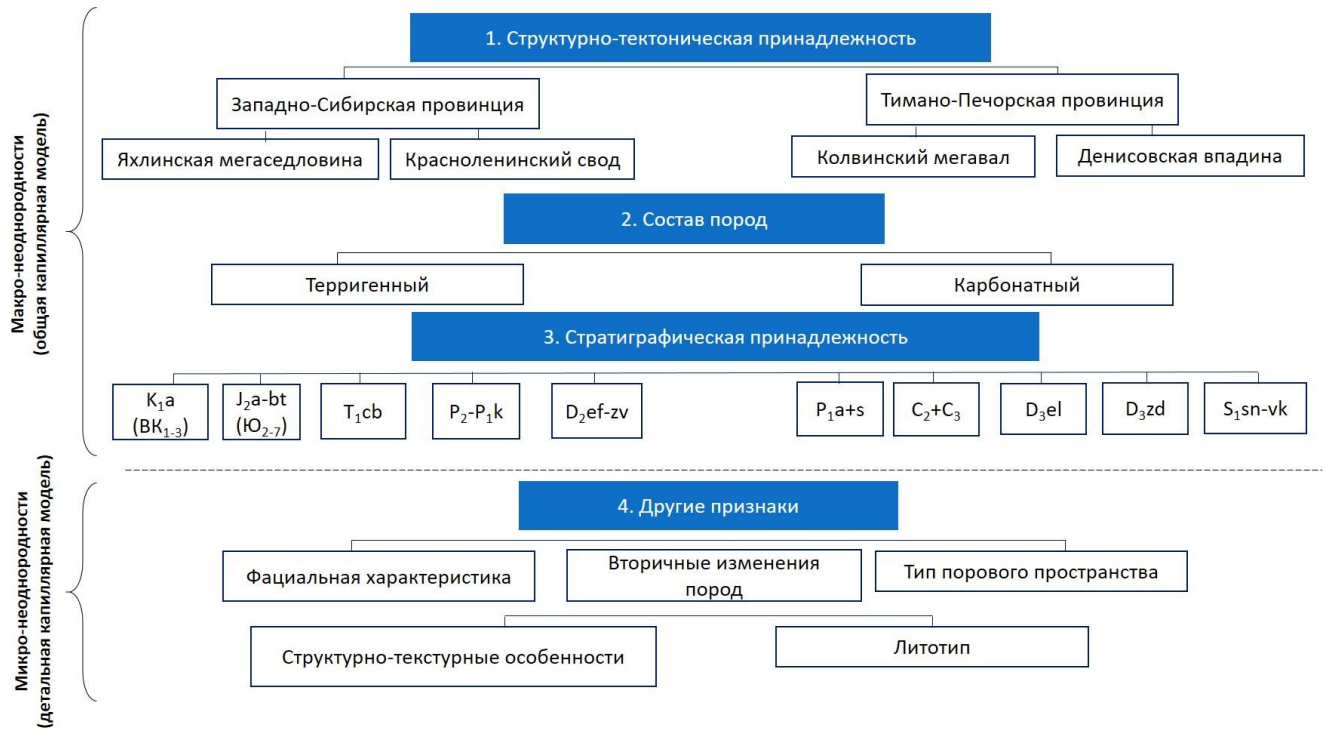 1. Структурно-тектоническая принадлежность
Западно-Сибирская провинция
Тимано-Печорская провинция
Яхлинская мегаседловина
Красноленинский свод
Колвинский мегавал
Денисовская впадина
Макро-неоднородности
(общая капиллярная модель)
2. Состав пород
Терригенный
Карбонатный
3. Стратиграфическая принадлежность
K₁a
(ВК₁₋₃)
J₂a-bt
(Ю₂₋₇)
T₁cb
P₂-P₁k
D₂ef-zv
P₁a+s
C₂+C₃
D₃el
D₃zd
S₁sn-vk
Микро-неоднородности
(детальная капиллярная модель)
4. Другие признаки
Фациальная характеристика
Вторичные изменения
пород
Тип порового пространства
Структурно-текстурные особенности
Литотип